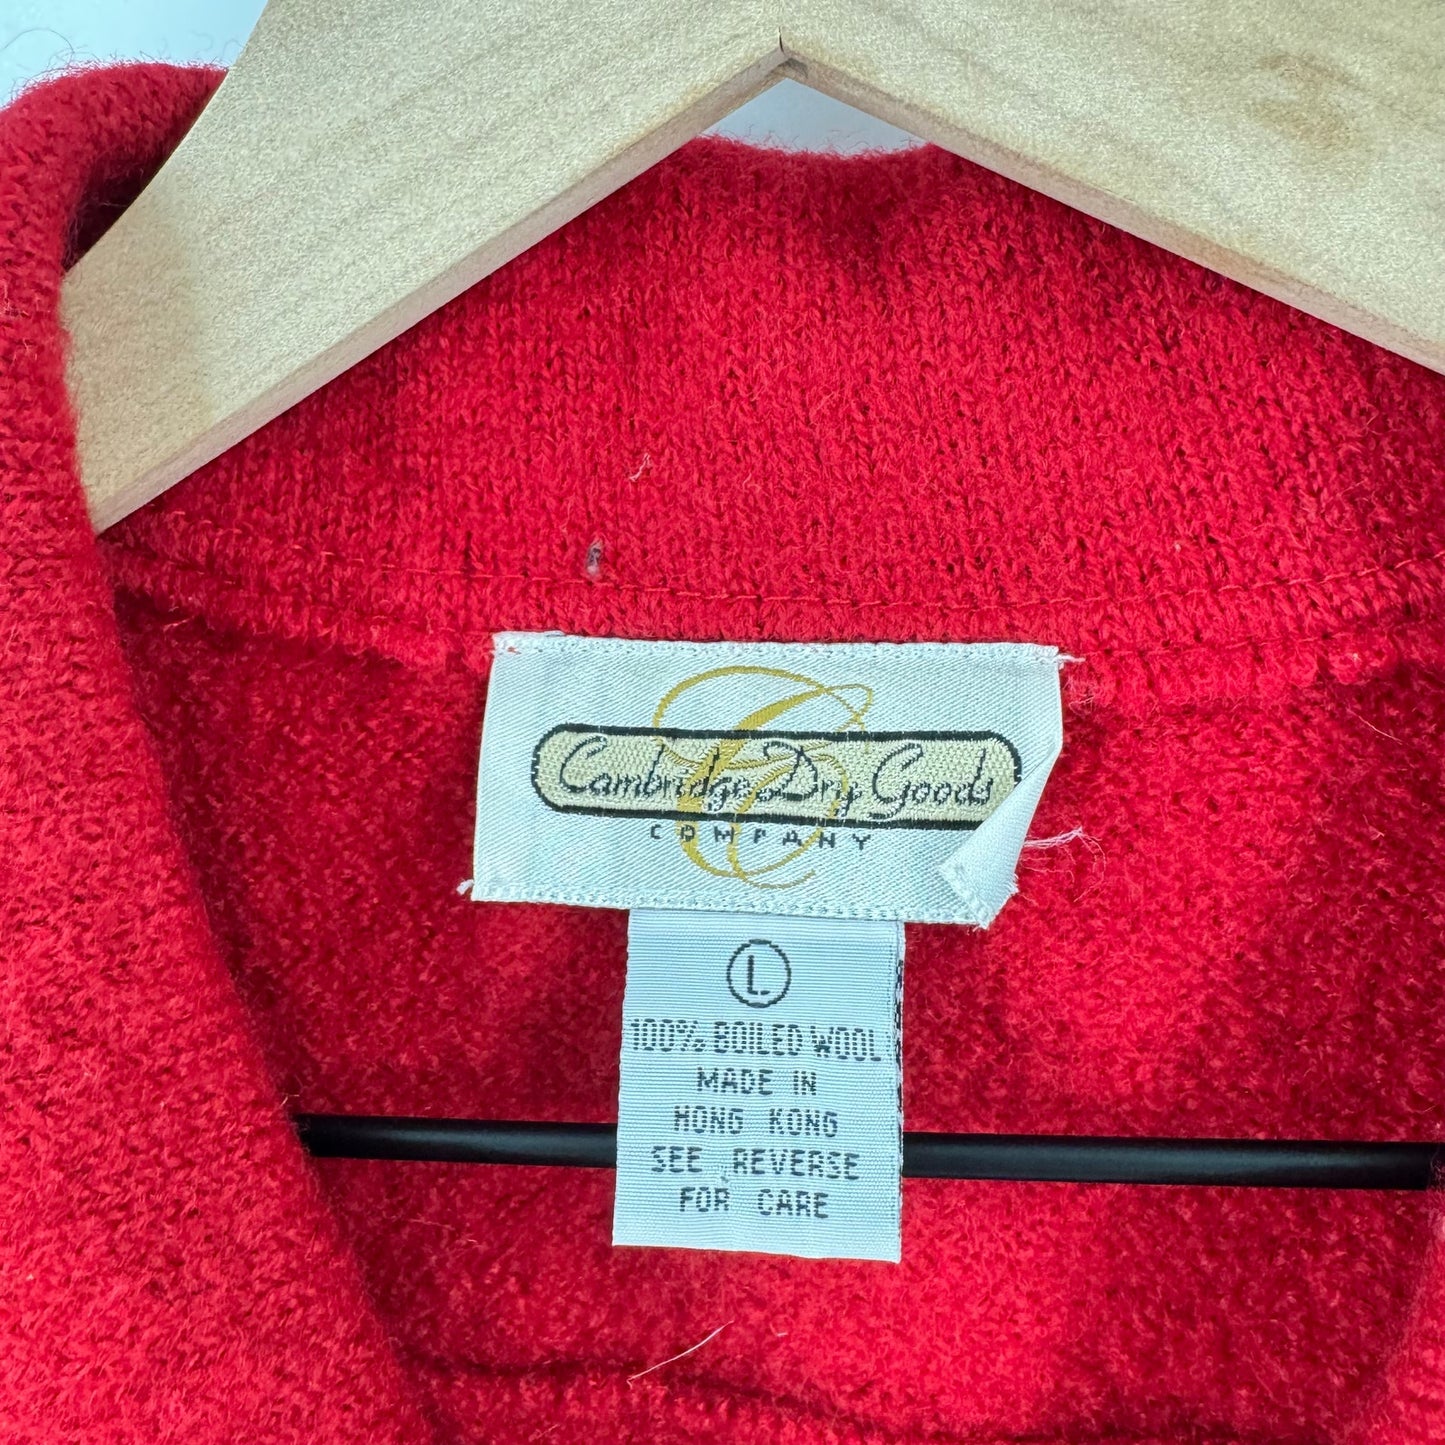 Cambridge Dry Goods
COMPANY
L
100% BOILED WOOL
MADE IN
HONG KONG
SEE REVERSE
FOR CARE